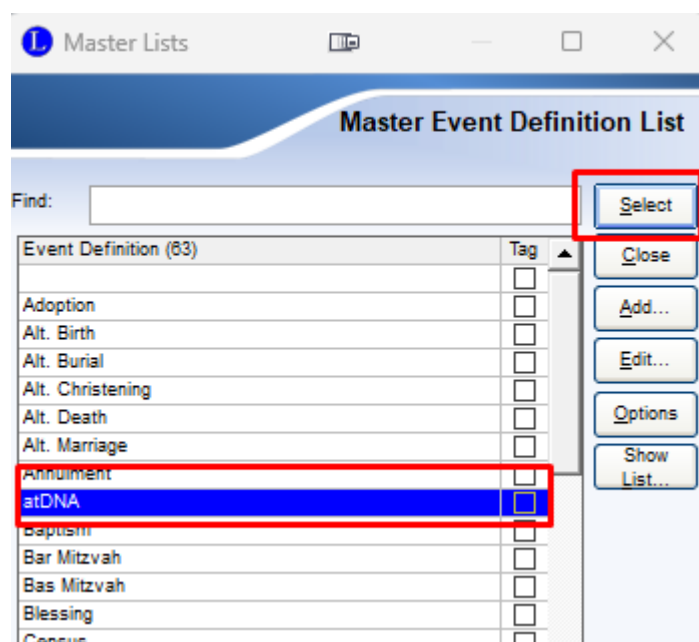 L Master Lists
Master Event Definition List
Find:
Select
Event Definition (63) Tag
Close
Adoption
Add...
Alt. Birth
Alt. Burial
Edit...
Alt. Christening
Alt. Death
Options
Alt. Marriage
Show
List...
Annulment
atDNA
Baptism
Bar Mitzvah
Bas Mitzvah
Blessing
Census